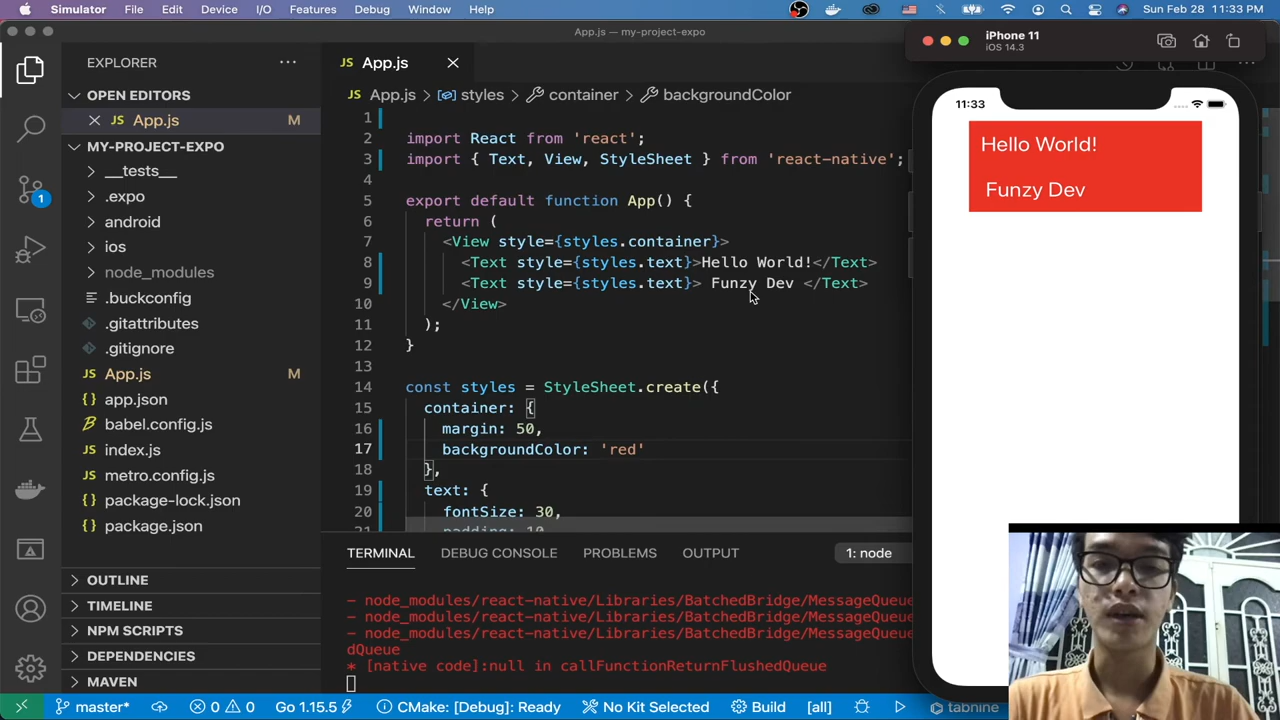 Simulator File Edit Device I/O Features Debug Window Help Sun Feb 28 11:33 PM
App.js — my-project-expo
EXPLORER
OPEN EDITORS
App.js M
MY-PROJECT-EXPO
__tests__
.expo
android
ios
node_modules
.buckconfig
.gitattributes
.gitignore
App.js M
app.json
babel.config.js
index.js
metro.config.js
package-lock.json
package.json
OUTLINE
TIMELINE
NPM SCRIPTS
DEPENDENCIES
MAVEN
1
JS App.js
JS App.js > styles > container > backgroundColor
1
2 import React from 'react';
3 import { Text, View, StyleSheet } from 'react-native';
4
5 export default function App() {
6 return (
7 <View style={styles.container}>
8 <Text style={styles.text}>Hello World!</Text>
9 <Text style={styles.text}> Funzy Dev </Text>
10 </View>
11 );
12 }
13
14 const styles = StyleSheet.create({
15 container: {
16 margin: 50,
17 backgroundColor: 'red'
18 },
19 text: {
20 fontSize: 30,
21 padding: 10
TERMINAL DEBUG CONSOLE PROBLEMS OUTPUT 1: node
- node_modules/react-native/Libraries/BatchedBridge/MessageQueue
- node_modules/react-native/Libraries/BatchedBridge/MessageQueue
- node_modules/react-native/Libraries/BatchedBridge/MessageQueue
dQueue
* [native code]:null in callFunctionReturnFlushedQueue
master* 0 0 Go 1.15.5 CMake: [Debug]: Ready No Kit Selected Build [all] tabnine
iPhone 11
iOS 14.3
11:33
Hello World!
Funzy Dev